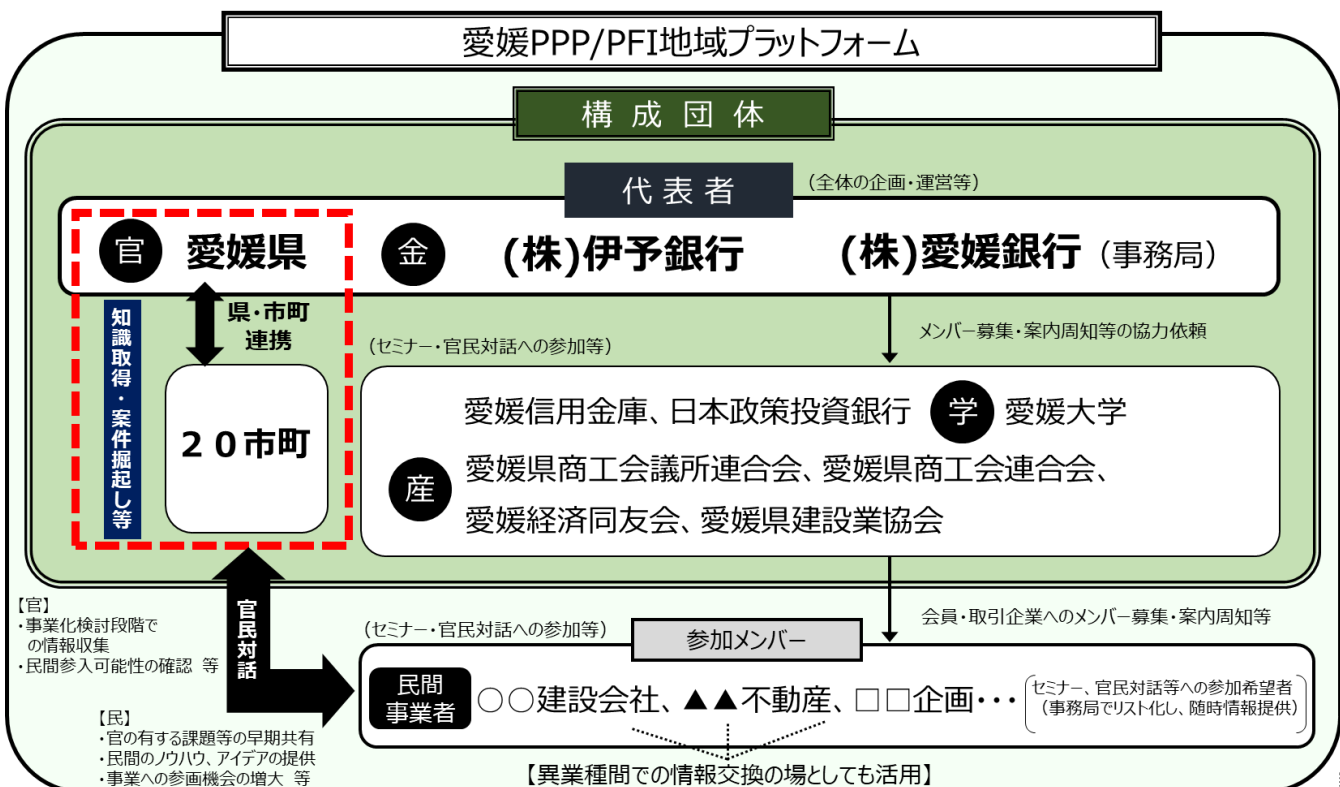 愛媛PPP/PFI地域プラットフォーム
構成団体
代表者
(全体の企画・運営等)
官 愛媛県
金 (株)伊予銀行 (株)愛媛銀行(事務局)
知識取得・案件掘起し等
県・市町
連携
20市町
メンバー募集・案内周知等の協力依頼
(セミナー・官民対話への参加等)
愛媛信用金庫、日本政策投資銀行 学 愛媛大学
産
愛媛県商工会議所連合会、愛媛県商工会連合会、
愛媛経済同友会、愛媛県建設業協会
【官】
・事業化検討段階で
の情報収集
・民間参入可能性の確認 等
官民対話
【民】
・官の有する課題等の早期共有
・民間のノウハウ、アイデアの提供
・事業への参画機会の増大 等
会員・取引企業へのメンバー募集・案内周知等
(セミナー・官民対話への参加等)
参加メンバー
民間
事業者
○○建設会社、▲▲不動産、□□企画・・・
セミナー、官民対話等への参加希望者
(事務局でリスト化し、随時情報提供)
【異業種間での情報交換の場としても活用】